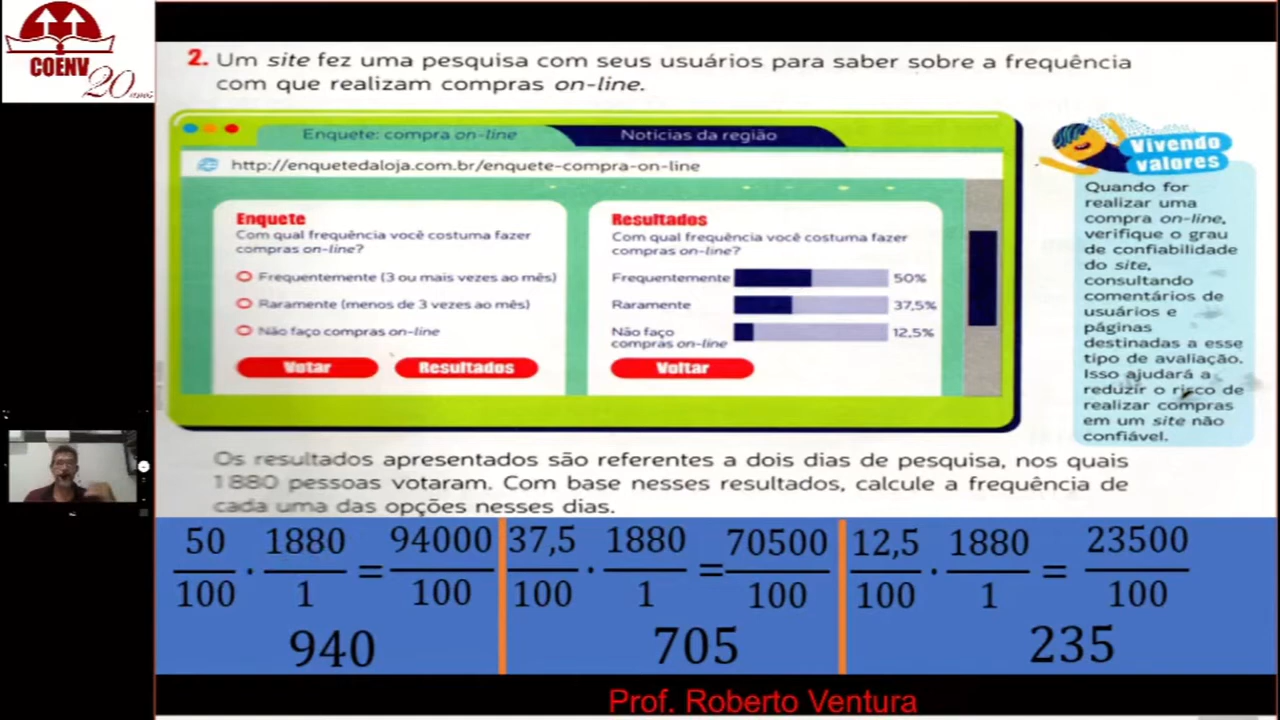 COENV
20 anos
2. Um site fez uma pesquisa com seus usuários para saber sobre a frequência
com que realizam compras on-line.
Enquete: compra on-line
Notícias da região
http://enquetedaloja.com.br/enquete-compra-on-line
Enquete
Com qual frequência você costuma fazer
compras on-line?
Frequentemente (3 ou mais vezes ao mês)
Raramente (menos de 3 vezes ao mês)
Não faço compras on-line
Votar
Resultados
Resultados
Com qual frequência você costuma fazer
compras on-line?
Frequentemente 50%
Raramente 37,5%
Não faço
compras on-line 12,5%
Voltar
Vivendo
valores
Quando for
realizar uma
compra on-line,
verifique o grau
de confiabilidade
do site,
consultando
comentários de
usuários e
páginas
destinadas a esse
tipo de avaliação.
Isso ajudará a
reduzir o risco de
realizar compras
em um site não
confiável.
Os resultados apresentados são referentes a dois dias de pesquisa, nos quais
1 880 pessoas votaram. Com base nesses resultados, calcule a frequência de
cada uma das opções nesses dias.
50/100 · 1880/1 = 94000/100
940
37,5/100 · 1880/1 = 70500/100
705
12,5/100 · 1880/1 = 23500/100
235
Prof. Roberto Ventura